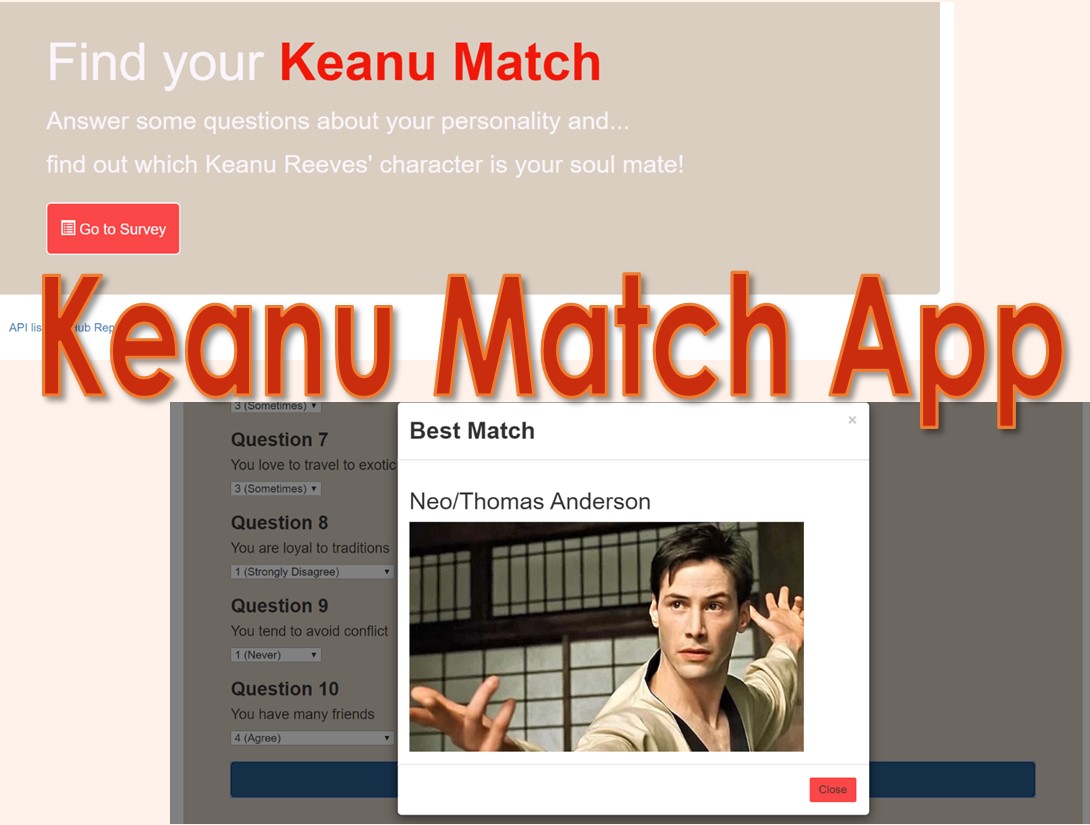 Find your Keanu Match
Answer some questions about your personality and...
find out which Keanu Reeves' character is your soul mate!
Go to Survey
API lis
ub Rep
Keanu Match App
3 (Sometimes)
Question 7
You love to travel to exotic
3 (Sometimes)
Question 8
You are loyal to traditions
1 (Strongly Disagree)
Question 9
You tend to avoid conflict
1 (Never)
Question 10
You have many friends
4 (Agree)
Best Match
×
Neo/Thomas Anderson
Close